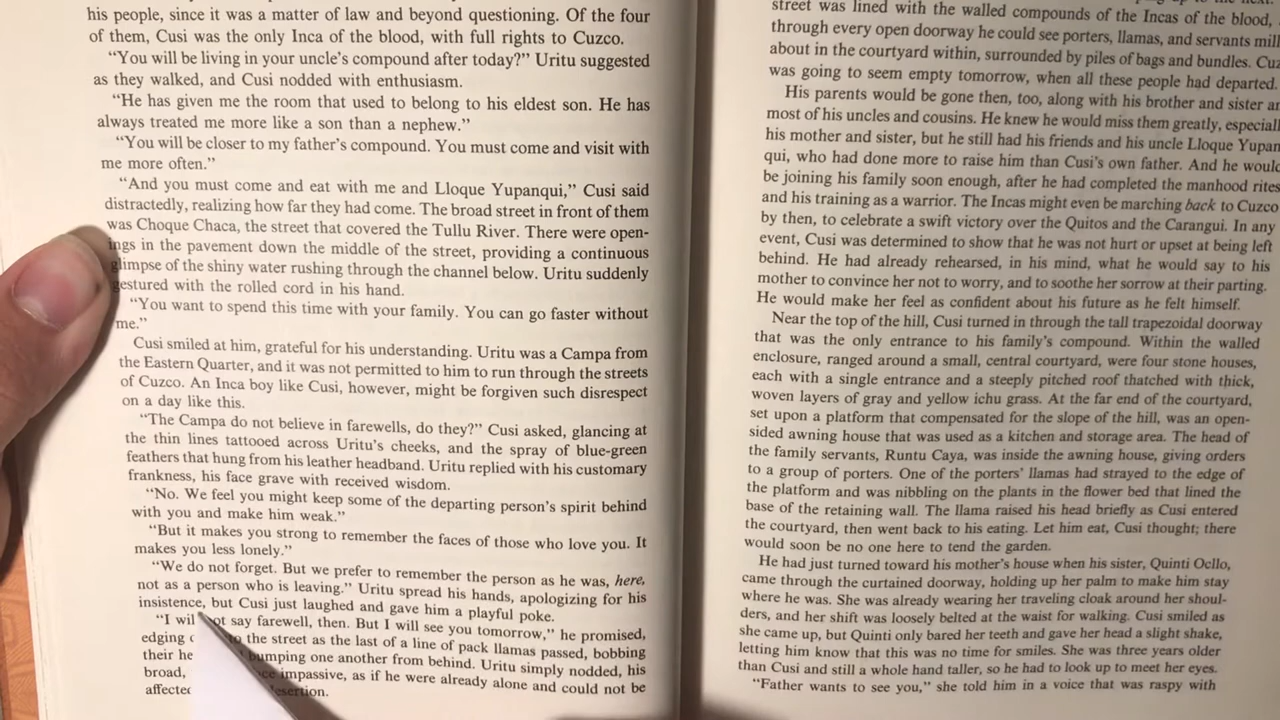 his people, since it was a matter of law and beyond questioning. Of the four
of them, Cusi was the only Inca of the blood, with full rights to Cuzco.
“You will be living in your uncle's compound after today?” Uritu suggested
as they walked, and Cusi nodded with enthusiasm.
“He has given me the room that used to belong to his eldest son. He has
always treated me more like a son than a nephew.”
“You will be closer to my father's compound. You must come and visit with
me more often.”
“And you must come and eat with me and Lloque Yupanqui,” Cusi said
distractedly, realizing how far they had come. The broad street in front of them
was Choque Chaca, the street that covered the Tullu River. There were open-
ings in the pavement down the middle of the street, providing a continuous
glimpse of the shiny water rushing through the channel below. Uritu suddenly
gestured with the rolled cord in his hand.
“You want to spend this time with your family. You can go faster without
me.”
Cusi smiled at him, grateful for his understanding. Uritu was a Campa from
the Eastern Quarter, and it was not permitted to him to run through the streets
of Cuzco. An Inca boy like Cusi, however, might be forgiven such disrespect
on a day like this.
“The Campa do not believe in farewells, do they?” Cusi asked, glancing at
the thin lines tattooed across Uritu's cheeks, and the spray of blue-green
feathers that hung from his leather headband. Uritu replied with his customary
frankness, his face grave with received wisdom.
“No. We feel you might keep some of the departing person's spirit behind
with you and make him weak.”
“But it makes you strong to remember the faces of those who love you. It
makes you less lonely.”
“We do not forget. But we prefer to remember the person as he was, here,
not as a person who is leaving.” Uritu spread his hands, apologizing for his
insistence, but Cusi just laughed and gave him a playful poke.
“I will not say farewell, then. But I will see you tomorrow,” he promised,
edging to the street as the last of a line of pack llamas passed, bobbing
their bumping one another from behind. Uritu simply nodded, his
broad, impassive, as if he were already alone and could not be
affected desertion.
street was lined with the walled compounds of the Incas of the blood,
through every open doorway he could see porters, llamas, and servants mill
about in the courtyard within, surrounded by piles of bags and bundles. Cuz
was going to seem empty tomorrow, when all these people had departed.
His parents would be gone then, too, along with his brother and sister an
most of his uncles and cousins. He knew he would miss them greatly, especiall
his mother and sister, but he still had his friends and his uncle Lloque Yupan
qui, who had done more to raise him than Cusi's own father. And he would
be joining his family soon enough, after he had completed the manhood rites
and his training as a warrior. The Incas might even be marching back to Cuzco
by then, to celebrate a swift victory over the Quitos and the Carangui. In any
event, Cusi was determined to show that he was not hurt or upset at being left
behind. He had already rehearsed, in his mind, what he would say to his
mother to convince her not to worry, and to soothe her sorrow at their parting.
He would make her feel as confident about his future as he felt himself.
Near the top of the hill, Cusi turned in through the tall trapezoidal doorway
that was the only entrance to his family's compound. Within the walled
enclosure, ranged around a small, central courtyard, were four stone houses,
each with a single entrance and a steeply pitched roof thatched with thick,
woven layers of gray and yellow ichu grass. At the far end of the courtyard,
set upon a platform that compensated for the slope of the hill, was an open-
sided awning house that was used as a kitchen and storage area. The head of
the family servants, Runtu Caya, was inside the awning house, giving orders
to a group of porters. One of the porters' llamas had strayed to the edge of
the platform and was nibbling on the plants in the flower bed that lined the
base of the retaining wall. The llama raised his head briefly as Cusi entered
the courtyard, then went back to his eating. Let him eat, Cusi thought; there
would soon be no one here to tend the garden.
He had just turned toward his mother's house when his sister, Quinti Ocllo,
came through the curtained doorway, holding up her palm to make him stay
where he was. She was already wearing her traveling cloak around her shoul-
ders, and her shift was loosely belted at the waist for walking. Cusi smiled as
she came up, but Quinti only bared her teeth and gave her head a slight shake,
letting him know that this was no time for smiles. She was three years older
than Cusi and still a whole hand taller, so he had to look up to meet her eyes.
“Father wants to see you,” she told him in a voice that was raspy with